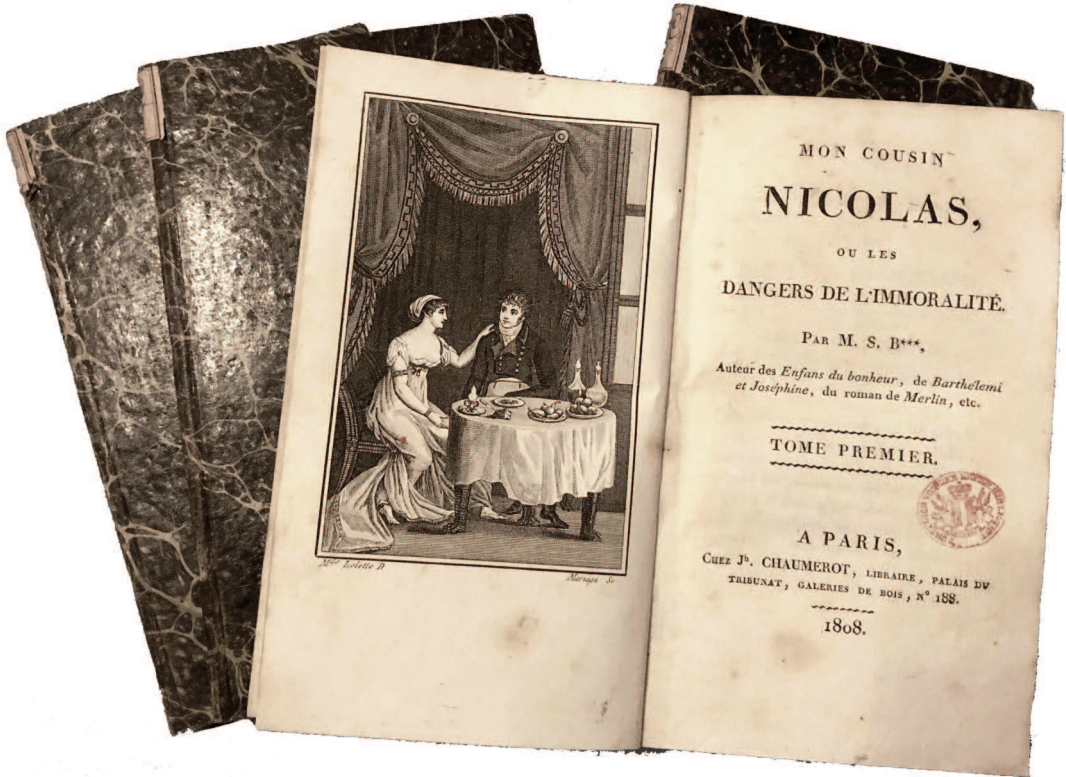 Mariage Sc
MON COUSIN
NICOLAS,
OU LES
DANGERS DE L'IMMORALITÉ.
PAR M. S. B***,
Auteur des Enfans du bonheur, de Barthélemi
et Joséphine, du roman de Merlin, etc.
TOME PREMIER.
A PARIS,
CHEZ Jh. CHAUMEROT, LIBRAIRE, PALAIS DU
TRIBUNAT, GALERIES DE BOIS, N° 188.
1808.